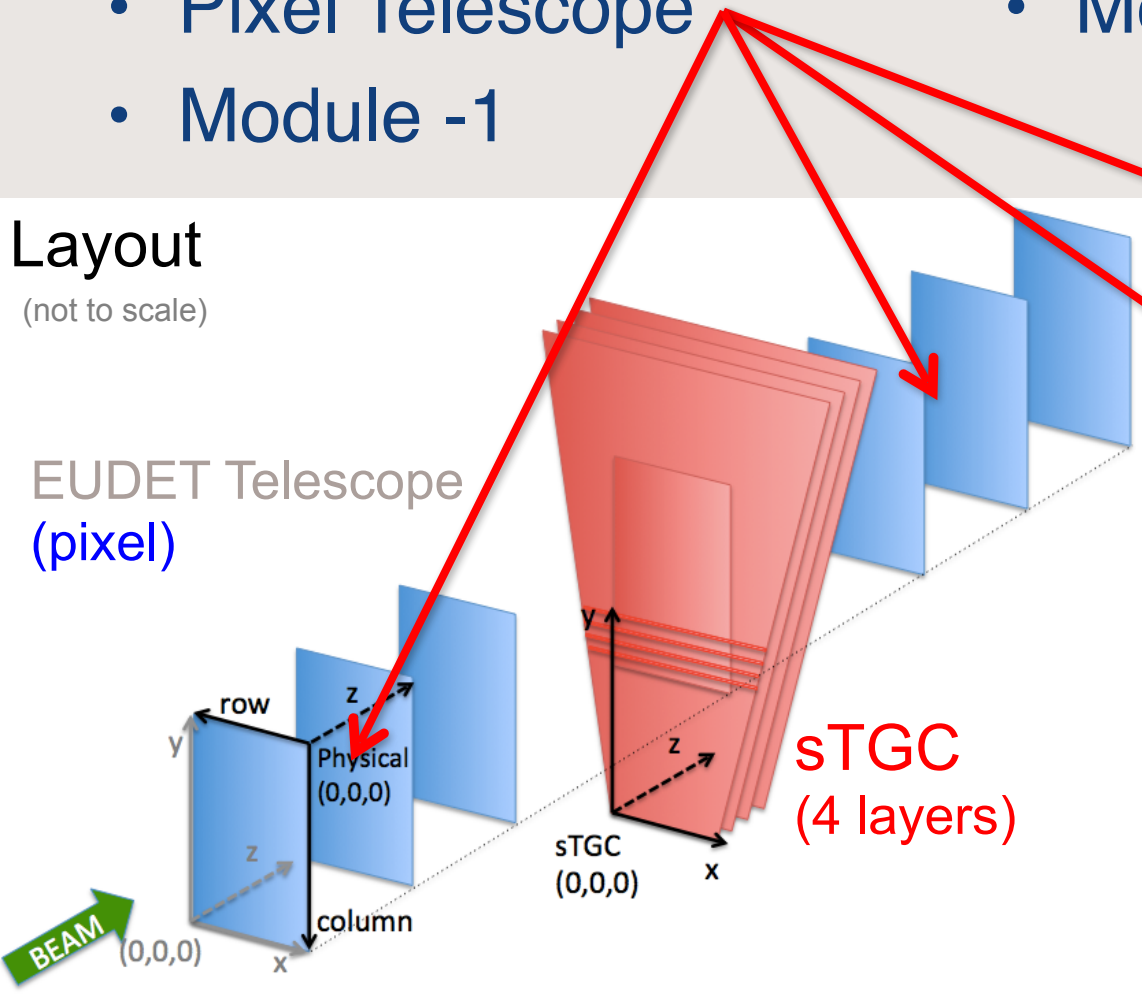 • Pixel Telescope
• Module -1
Layout
(not to scale)
EUDET Telescope
(pixel)
row
z
y
Physical
(0,0,0)
z
column
(0,0,0)
x
BEAM
y
z
sTGC
(0,0,0)
x
sTGC
(4 layers)